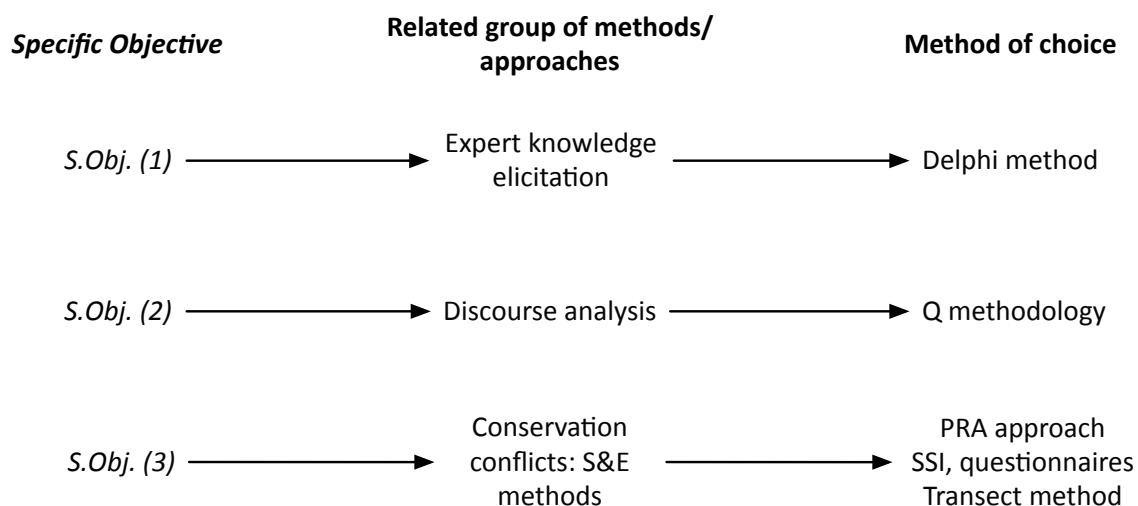 Specific Objective
Related group of methods/
approaches
Method of choice
S.Obj. (1)
Expert knowledge
elicitation
Delphi method
S.Obj. (2)
Discourse analysis
Q methodology
S.Obj. (3)
Conservation
conflicts: S&E
methods
PRA approach
SSI, questionnaires
Transect method